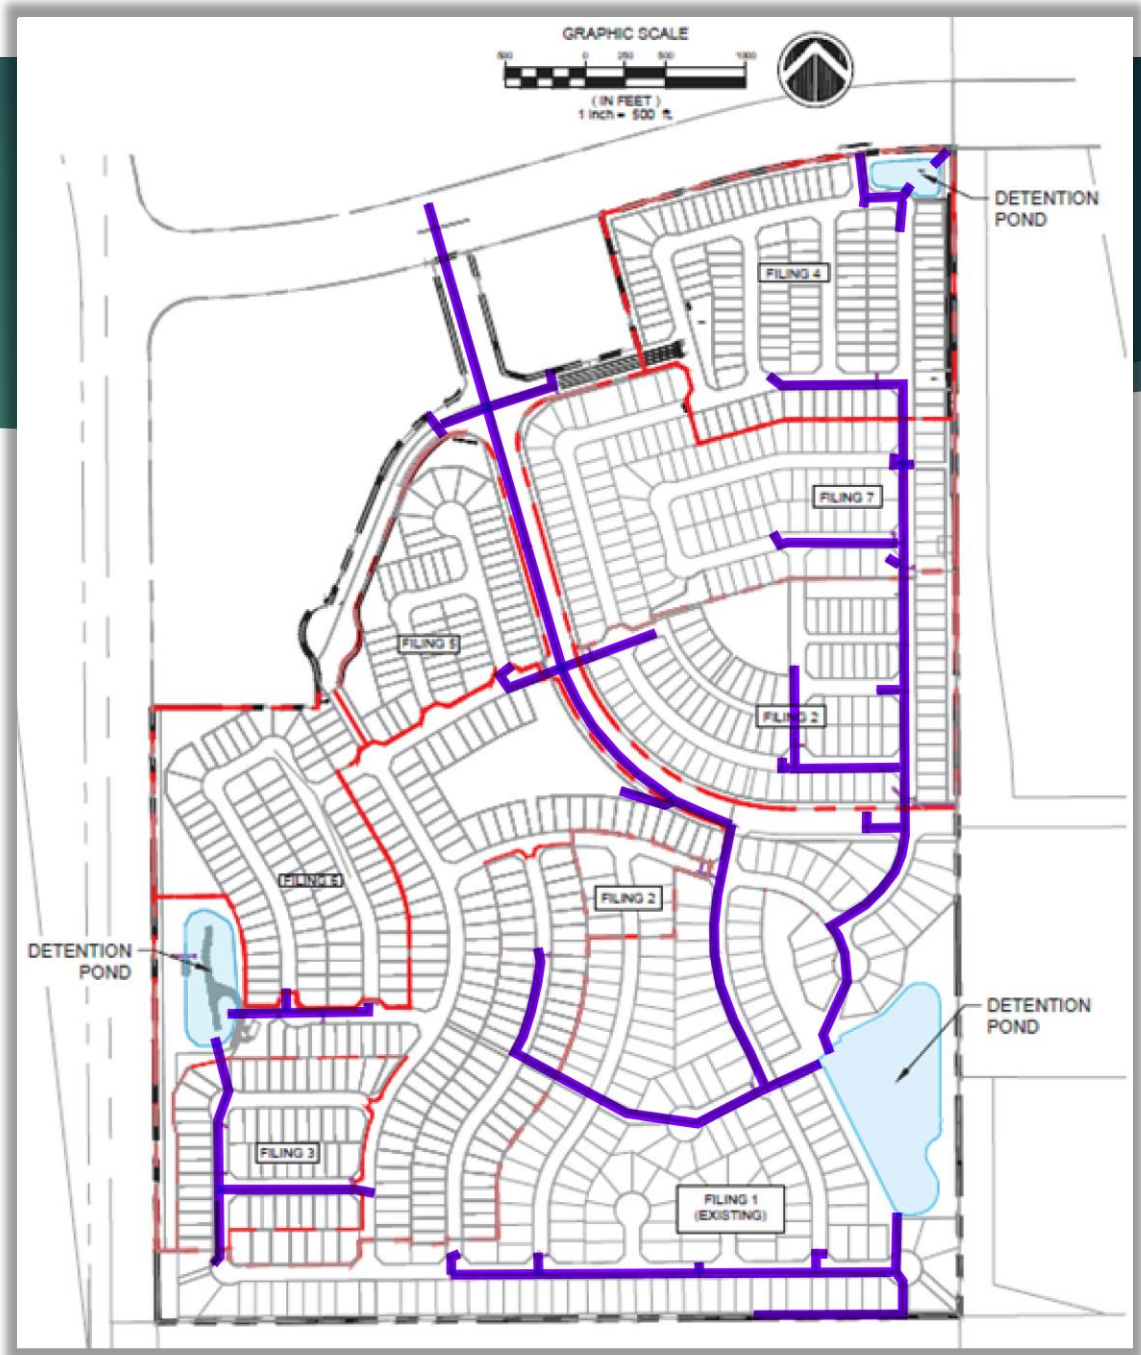 GRAPHIC SCALE
500 0 250 500 1000
( IN FEET )
1 inch = 500 ft.
DETENTION
POND
FILING 4
FILING 7
FILING 5
FILING 2
FILING 6
FILING 2
DETENTION
POND
DETENTION
POND
FILING 3
FILING 1
(EXISTING)